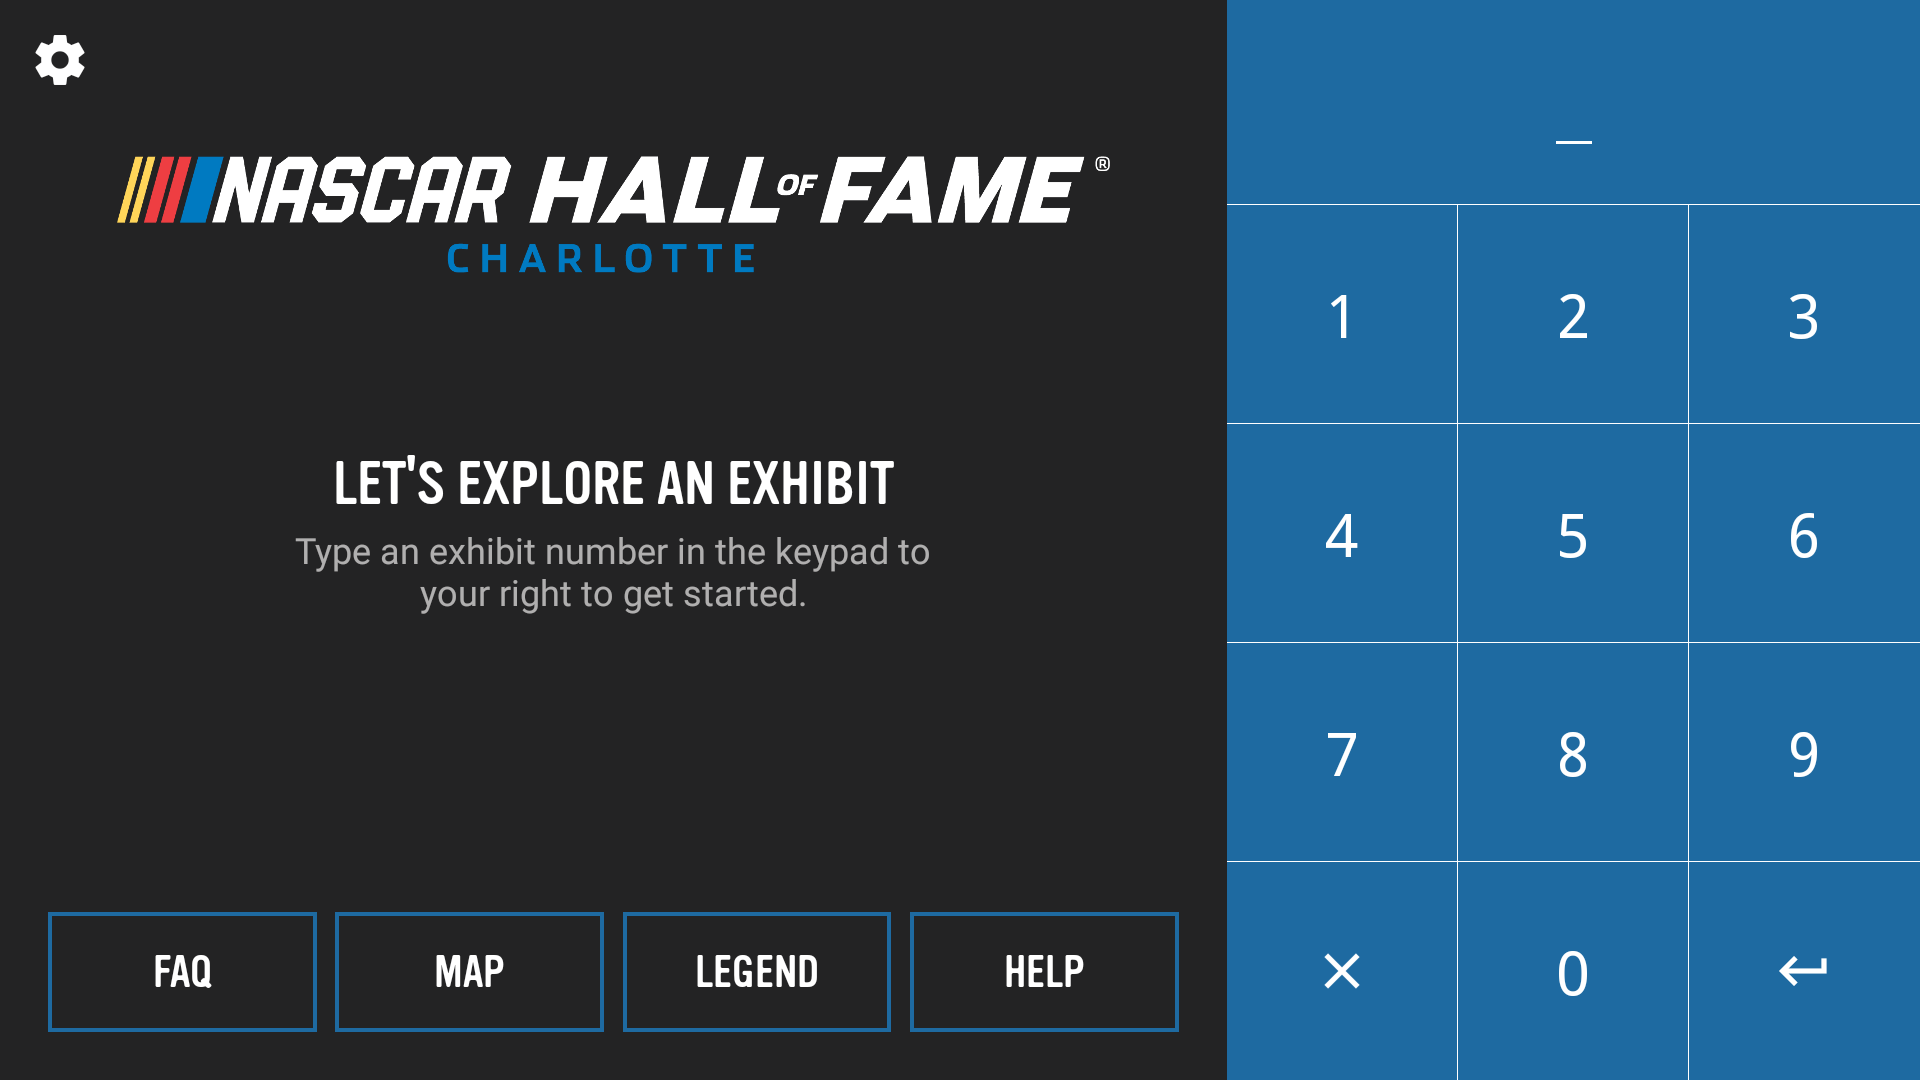 NASCAR HALL OF FAME ®
CHARLOTTE
LET'S EXPLORE AN EXHIBIT
Type an exhibit number in the keypad to
your right to get started.
FAQ MAP LEGEND HELP
_
1 2 3
4 5 6
7 8 9
0